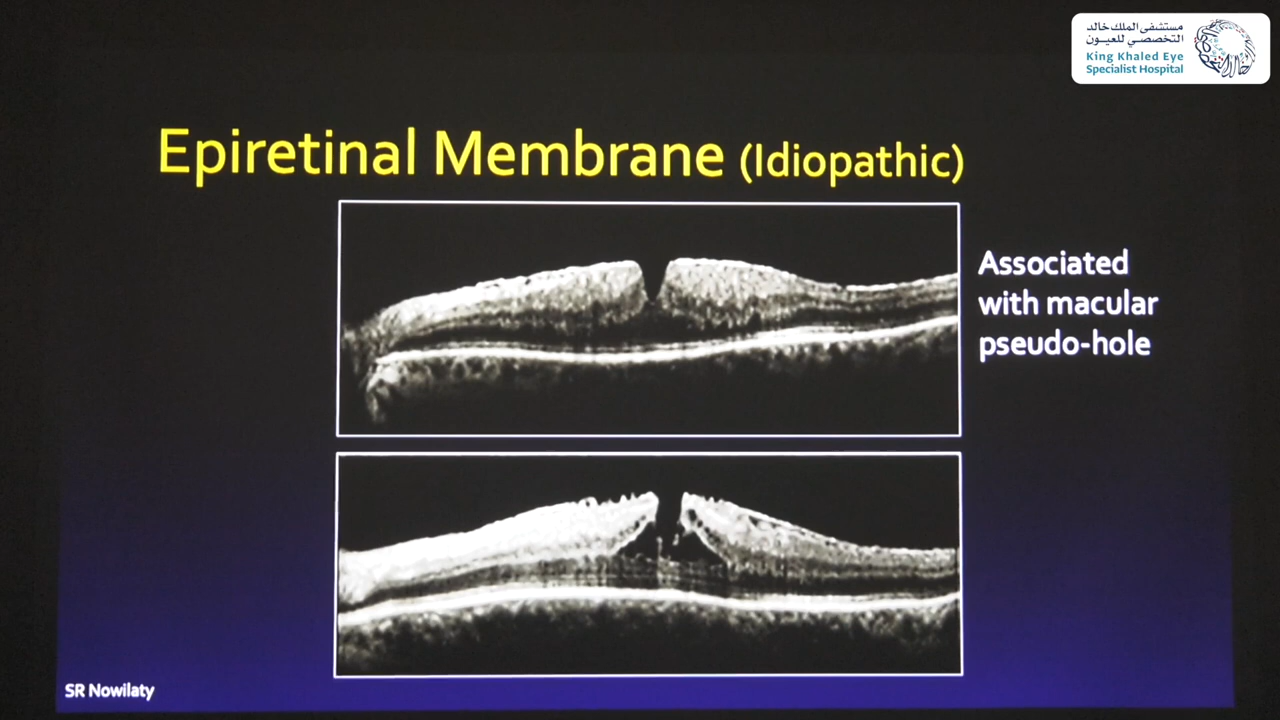 مستشفى الملك خالد
التخصصي للعيون
King Khaled Eye
Specialist Hospital
Epiretinal Membrane (Idiopathic)
Associated
with macular
pseudo-hole
SR Nowilaty